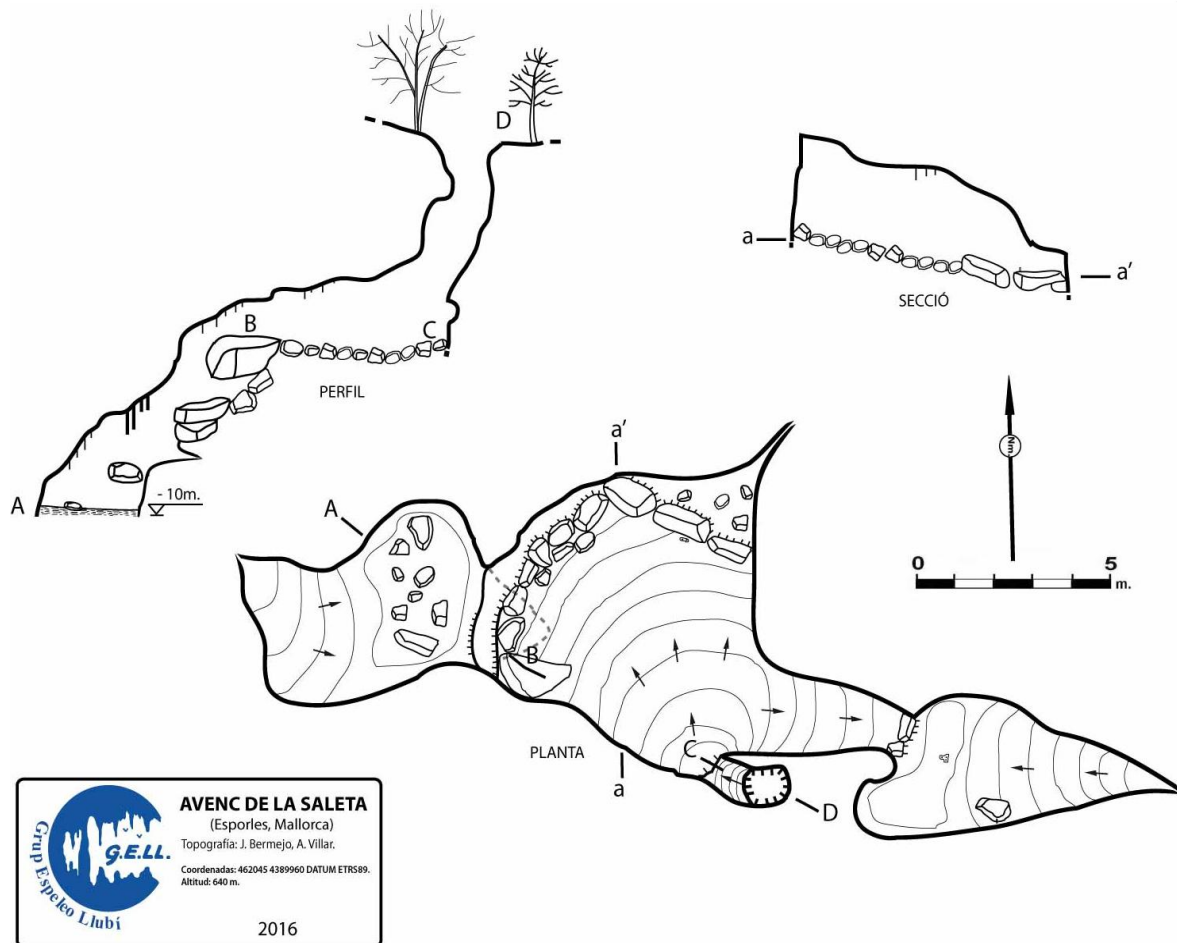 D
a
a'
SECCIÓ
B
C
PERFIL
A
- 10m.
Nm.
0 5
m.
a'
A
B
C
PLANTA
a
D
AVENC DE LA SALETA
(Esporles, Mallorca)
Topografía: J. Bermejo, A. Villar.
Coordenadas: 462045 4389960 DATUM ETRS89.
Altitud: 640 m.
2016
G.E.LL.
Grup Espeleo Llubí